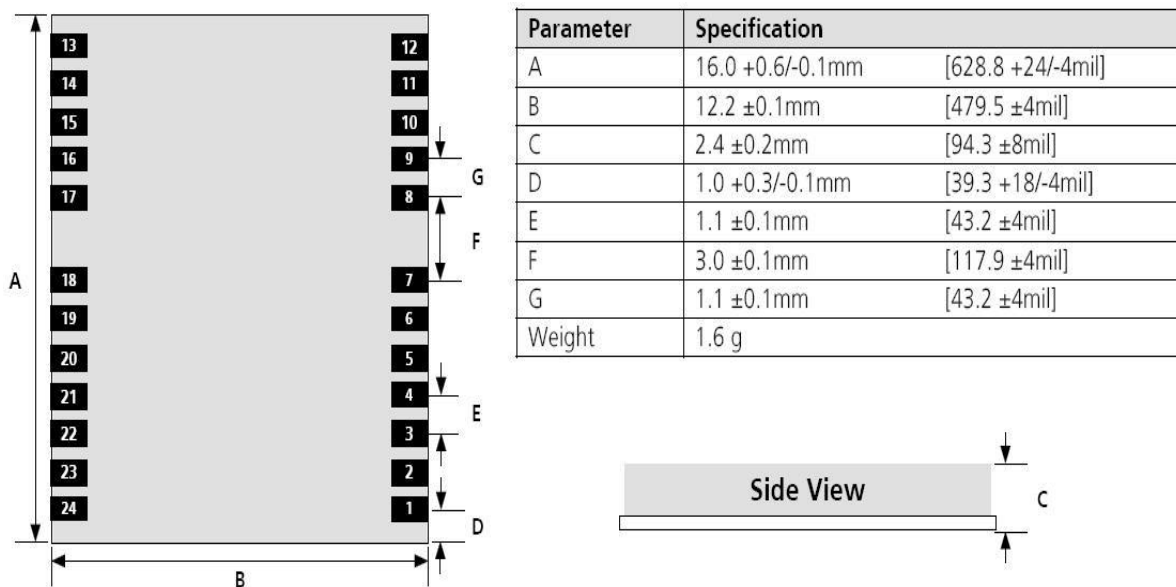 13 12
14 11
15 10
16 9
G
17 8
F
A
18 7
19 6
20 5
21 4
E
22 3
23 2
24 1
D
B
Parameter Specification
A 16.0 +0.6/-0.1mm [628.8 +24/-4mil]
B 12.2 ±0.1mm [479.5 ±4mil]
C 2.4 ±0.2mm [94.3 ±8mil]
D 1.0 +0.3/-0.1mm [39.3 +18/-4mil]
E 1.1 ±0.1mm [43.2 ±4mil]
F 3.0 ±0.1mm [117.9 ±4mil]
G 1.1 ±0.1mm [43.2 ±4mil]
Weight 1.6 g
Side View
C